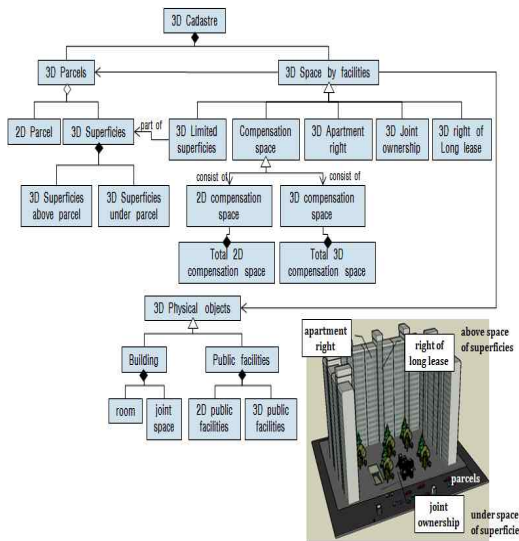 3D Cadastre
3D Parcels
3D Space by facilities
2D Parcel
3D Superficies
part of
3D Limited
superficies
Compensation
space
3D Apartment
right
3D Joint
ownership
3D right of
Long lease
3D Superficies
above parcel
3D Superficies
under parcel
consist of
consist of
2D compensation
space
3D compensation
space
Total 2D
compensation space
Total 3D
compensation space
3D Physical objects
Building
Public facilities
room
joint
space
2D public
facilities
3D public
facilities
apartment
right
right of
long lease
above space
of superficies
parcels
joint
ownership
under space
of superficie